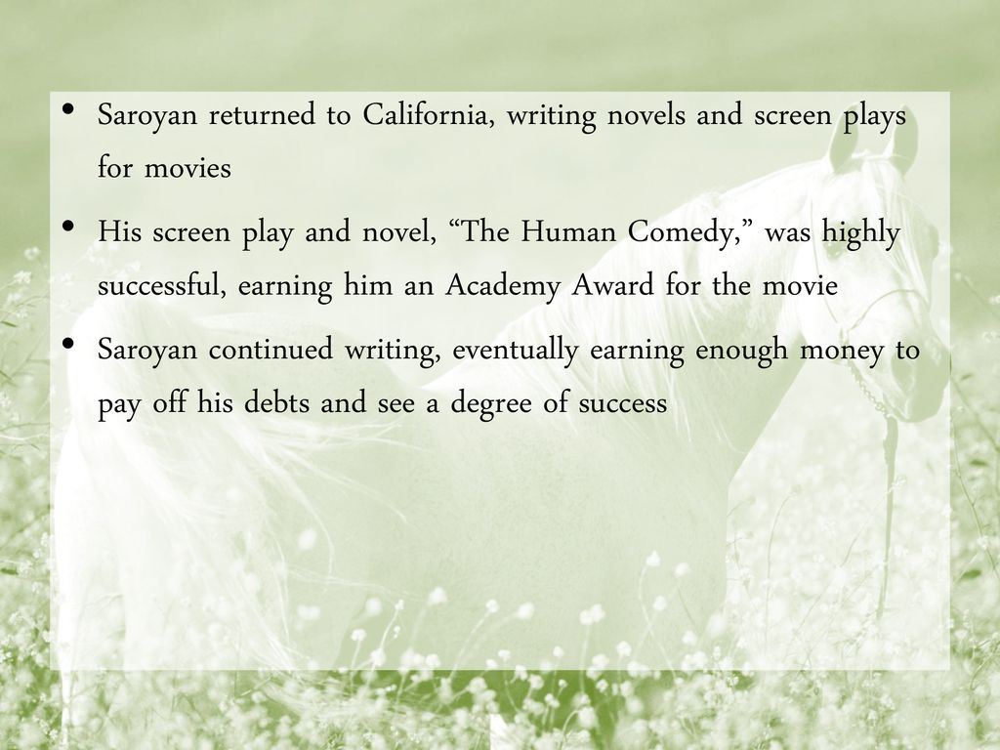 • Saroyan returned to California, writing novels and screen plays
for movies
• His screen play and novel, “The Human Comedy,” was highly
successful, earning him an Academy Award for the movie
• Saroyan continued writing, eventually earning enough money to
pay off his debts and see a degree of success